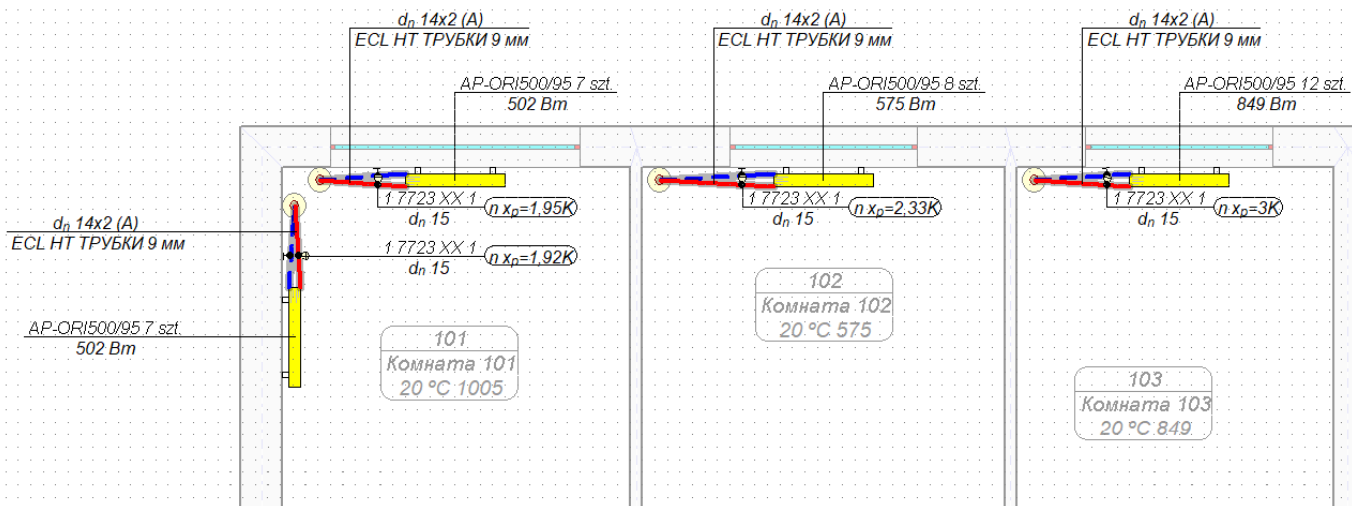 dn 14x2 (A)
ECL HT ТРУБКИ 9 мм
AP-ORI500/95 7 szt.
502 Вт
dn 14x2 (A)
ECL HT ТРУБКИ 9 мм
AP-ORI500/95 8 szt.
575 Вт
dn 14x2 (A)
ECL HT ТРУБКИ 9 мм
AP-ORI500/95 12 szt.
849 Вт
1 7723 XX 1
dn 15
n xp=1,95K
1 7723 XX 1
dn 15
n xp=2,33K
1 7723 XX 1
dn 15
n xp=3K
dn 14x2 (A)
ECL HT ТРУБКИ 9 мм
1 7723 XX 1
dn 15
n xp=1,92K
AP-ORI500/95 7 szt.
502 Вт
101
Комната 101
20 ºC 1005
102
Комната 102
20 ºC 575
103
Комната 103
20 ºC 849